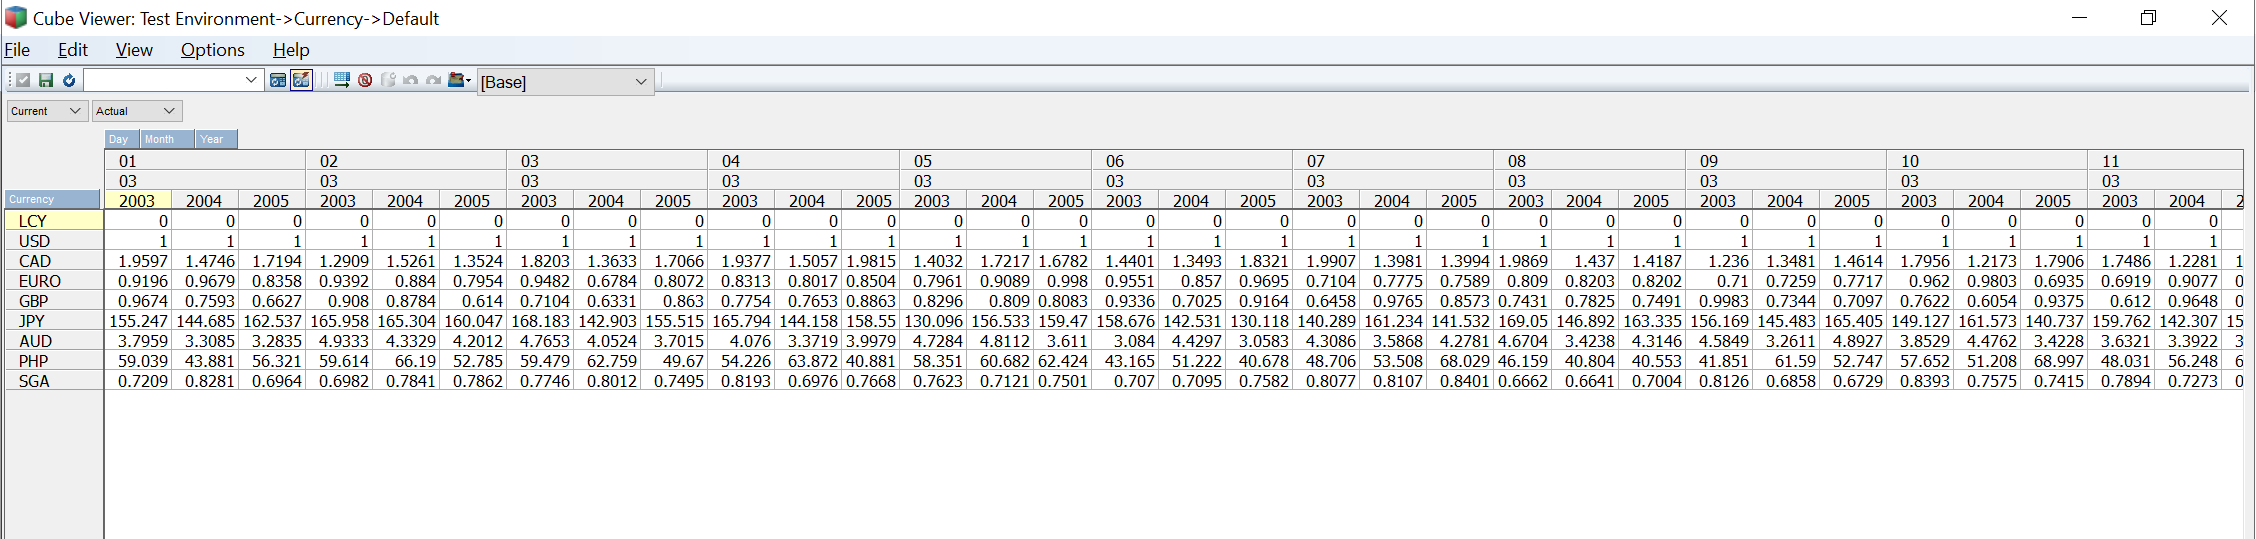 Cube Viewer: Test Environment->Currency->Default
File Edit View Options Help
[Base]
Current Actual
Day Month Year
01 02 03 04 05 06 07 08 09 10 11
03 03 03 03 03 03 03 03 03 03 03
Currency 2003 2004 2005 2003 2004 2005 2003 2004 2005 2003 2004 2005 2003 2004 2005 2003 2004 2005 2003 2004 2005 2003 2004 2005 2003 2004 2005 2003 2004 2005 2003 2004 2
LCY 0 0 0 0 0 0 0 0 0 0 0 0 0 0 0 0 0 0 0 0 0 0 0 0 0 0 0 0 0 0 0 0
USD 1 1 1 1 1 1 1 1 1 1 1 1 1 1 1 1 1 1 1 1 1 1 1 1 1 1 1 1 1 1 1 1
CAD 1.9597 1.4746 1.7194 1.2909 1.5261 1.3524 1.8203 1.3633 1.7066 1.9377 1.5057 1.9815 1.4032 1.7217 1.6782 1.4401 1.3493 1.8321 1.9907 1.3981 1.3994 1.9869 1.437 1.4187 1.236 1.3481 1.4614 1.7956 1.2173 1.7906 1.7486 1.2281 1
EURO 0.9196 0.9679 0.8358 0.9392 0.884 0.7954 0.9482 0.6784 0.8072 0.8313 0.8017 0.8504 0.7961 0.9089 0.998 0.9551 0.857 0.9695 0.7104 0.7775 0.7589 0.809 0.8203 0.8202 0.71 0.7259 0.7717 0.962 0.9803 0.6935 0.6919 0.9077 0
GBP 0.9674 0.7593 0.6627 0.908 0.8784 0.614 0.7104 0.6331 0.863 0.7754 0.7653 0.8863 0.8296 0.809 0.8083 0.9336 0.7025 0.9164 0.6458 0.9765 0.8573 0.7431 0.7825 0.7491 0.9983 0.7344 0.7097 0.7622 0.6054 0.9375 0.612 0.9648 0
JPY 155.247 144.685 162.537 165.958 165.304 160.047 168.183 142.903 155.515 165.794 144.158 158.55 130.096 156.533 159.47 158.676 142.531 130.118 140.289 161.234 141.532 169.05 146.892 163.335 156.169 145.483 165.405 149.127 161.573 140.737 159.762 142.307 15
AUD 3.7959 3.3085 3.2835 4.9333 4.3329 4.2012 4.7653 4.0524 3.7015 4.076 3.3719 3.9979 4.7284 4.8112 3.611 3.084 4.4297 3.0583 4.3086 3.5868 4.2781 4.6704 3.4238 4.3146 4.5849 3.2611 4.8927 3.8529 4.4762 3.4228 3.6321 3.3922 3
PHP 59.039 43.881 56.321 59.614 66.19 52.785 59.479 62.759 49.67 54.226 63.872 40.881 58.351 60.682 62.424 43.165 51.222 40.678 48.706 53.508 68.029 46.159 40.804 40.553 41.851 61.59 52.747 57.652 51.208 68.997 48.031 56.248 6
SGA 0.7209 0.8281 0.6964 0.6982 0.7841 0.7862 0.7746 0.8012 0.7495 0.8193 0.6976 0.7668 0.7623 0.7121 0.7501 0.707 0.7095 0.7582 0.8077 0.8107 0.8401 0.6662 0.6641 0.7004 0.8126 0.6858 0.6729 0.8393 0.7575 0.7415 0.7894 0.7273 0